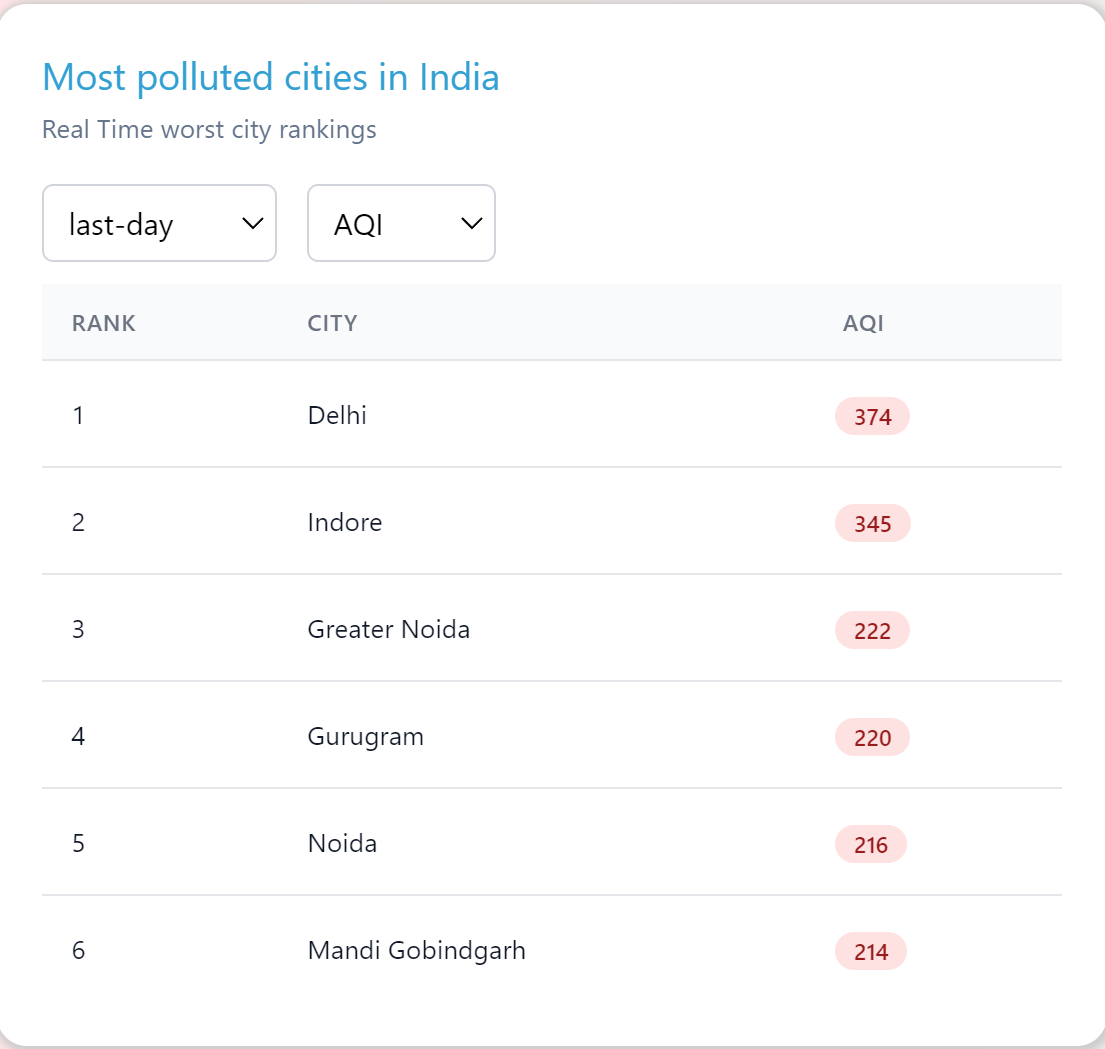 Most polluted cities in India
Real Time worst city rankings
last-day AQI
RANK CITY AQI
1 Delhi 374
2 Indore 345
3 Greater Noida 222
4 Gurugram 220
5 Noida 216
6 Mandi Gobindgarh 214